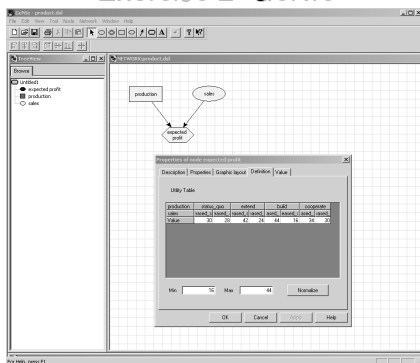 GeNIe - product.dsl
File Edit View Tool Node Network Window Help
TreeView
NETWORK:product.dsl
Browse
Untitled1
expected profit
production
sales
production
sales
expected
profit
Properties of node expected profit
Description Properties Graphic layout Definition Value
Utility Table
production status_quo extend build cooperate
sales
Value 30 28 42 24 44 16 34 30
Min 16 Max 44 Normalize
OK Cancel Apply Help
For Help, press F1